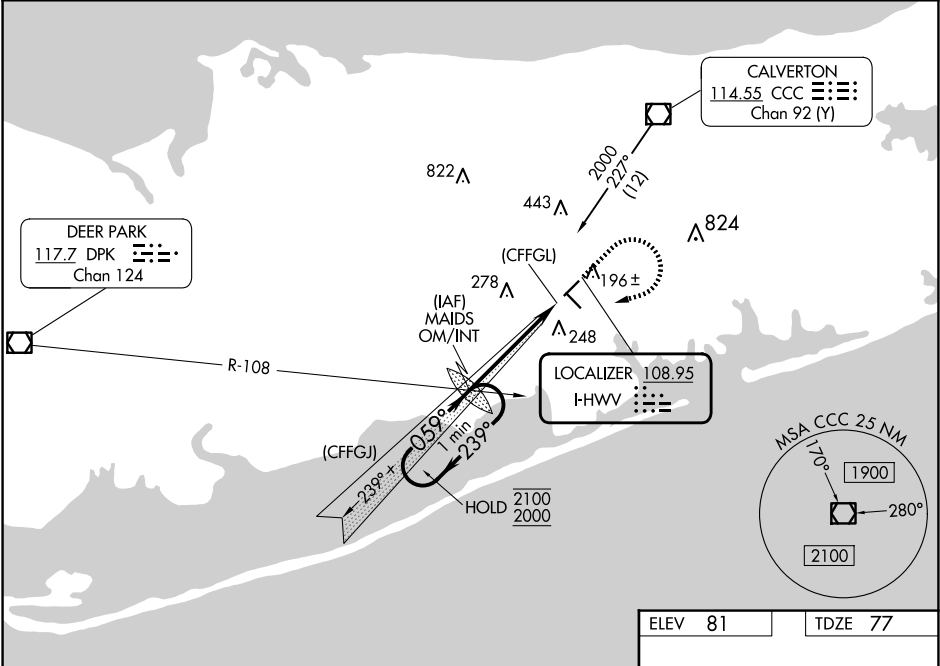 CALVERTON
114.55 CCC
Chan 92 (Y)
2000
227°
(12)
822
443
824
DEER PARK
117.7 DPK
Chan 124
(CFFGL)
278
196 ±
(IAF)
MAIDS
OM/INT
248
R-108
LOCALIZER 108.95
I-HWV
059°
1 min
239°
(CFFGJ)
239°
HOLD 2100
2000
MSA CCC 25 NM
170°
1900
280°
2100
ELEV 81
TDZE 77